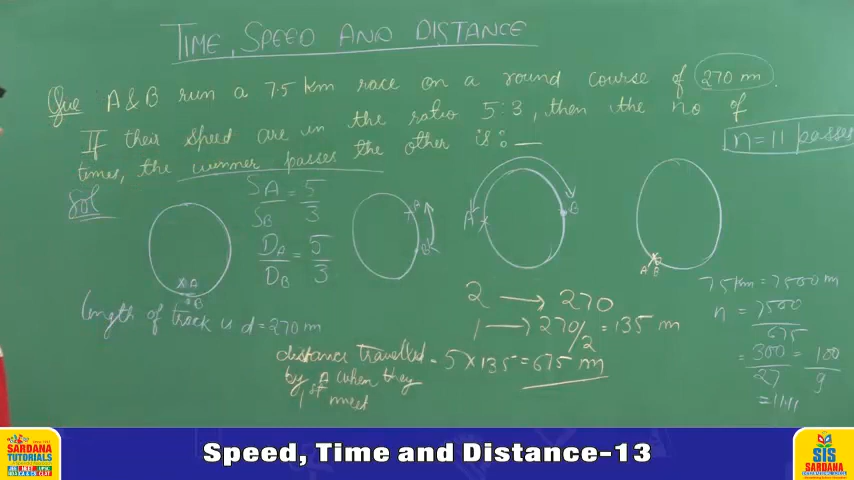 TIME, SPEED AND DISTANCE
Que A & B run a 7.5 km race on a round course of 270 m.
If their speed are in the ratio 5:3, then the no of
times, the winner passes the other is:
n = 11 passes
Sol
SA/SB = 5/3
DA/DB = 5/3
A
B
B
B
A
B
A B
length of track is d = 270 m
2 → 270
1 → 270/2 = 135 m
distance travelled
by A when they
1st meet
= 5 × 135 = 675 m
7.5 km = 7500 m
n = 7500/675
= 300/27 = 100/9
= 11.11
SARDANA
TUTORIALS
Speed, Time and Distance-13
SIS
SARDANA